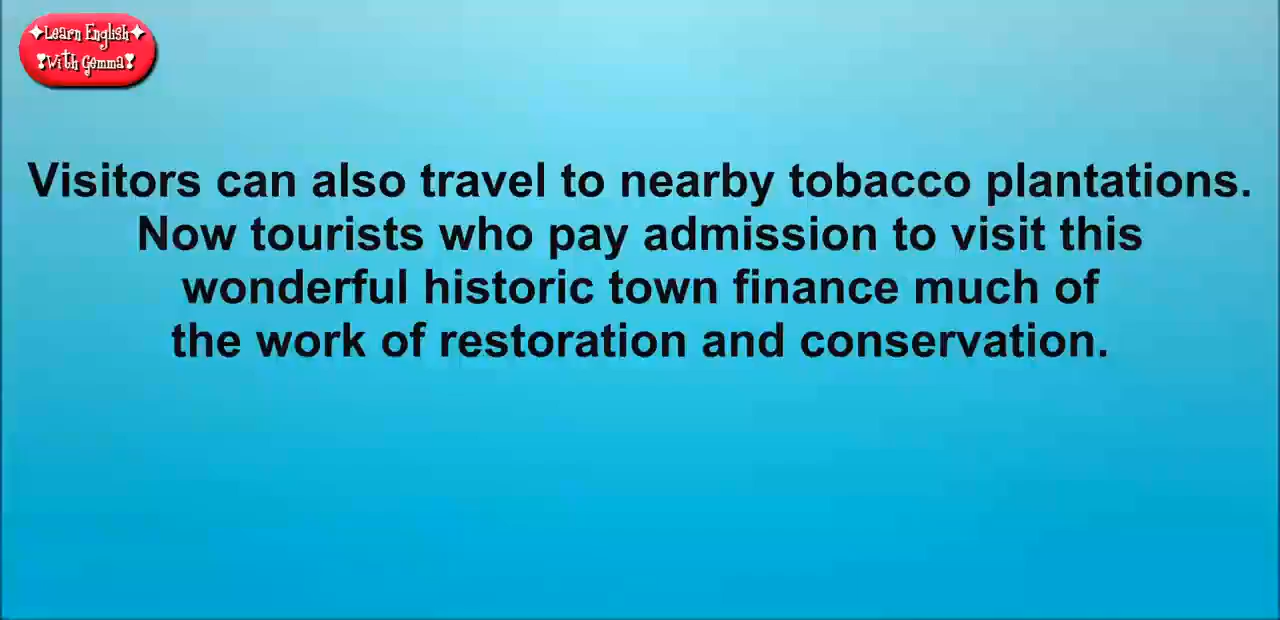 ✦Learn English✦
❣With Gemma❣
Visitors can also travel to nearby tobacco plantations.
Now tourists who pay admission to visit this
wonderful historic town finance much of
the work of restoration and conservation.